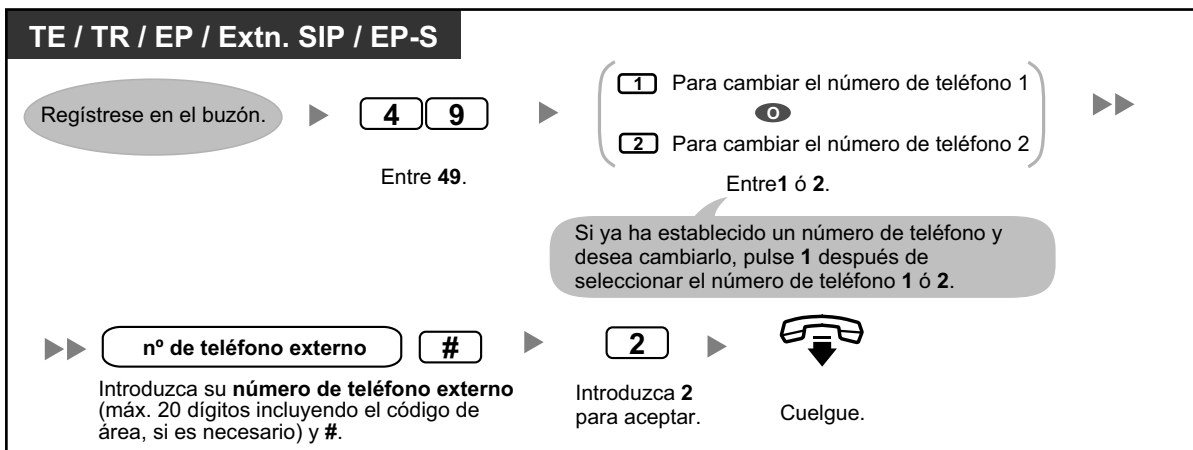 TE / TR / EP / Extn. SIP / EP-S
Regístrese en el buzón.
4 9
Entre 49.
1 Para cambiar el número de teléfono 1
O
2 Para cambiar el número de teléfono 2
Entre1 ó 2.
Si ya ha establecido un número de teléfono y
desea cambiarlo, pulse 1 después de
seleccionar el número de teléfono 1 ó 2.
nº de teléfono externo #
Introduzca su número de teléfono externo
(máx. 20 dígitos incluyendo el código de
área, si es necesario) y #.
2
Introduzca 2
para aceptar.
Cuelgue.